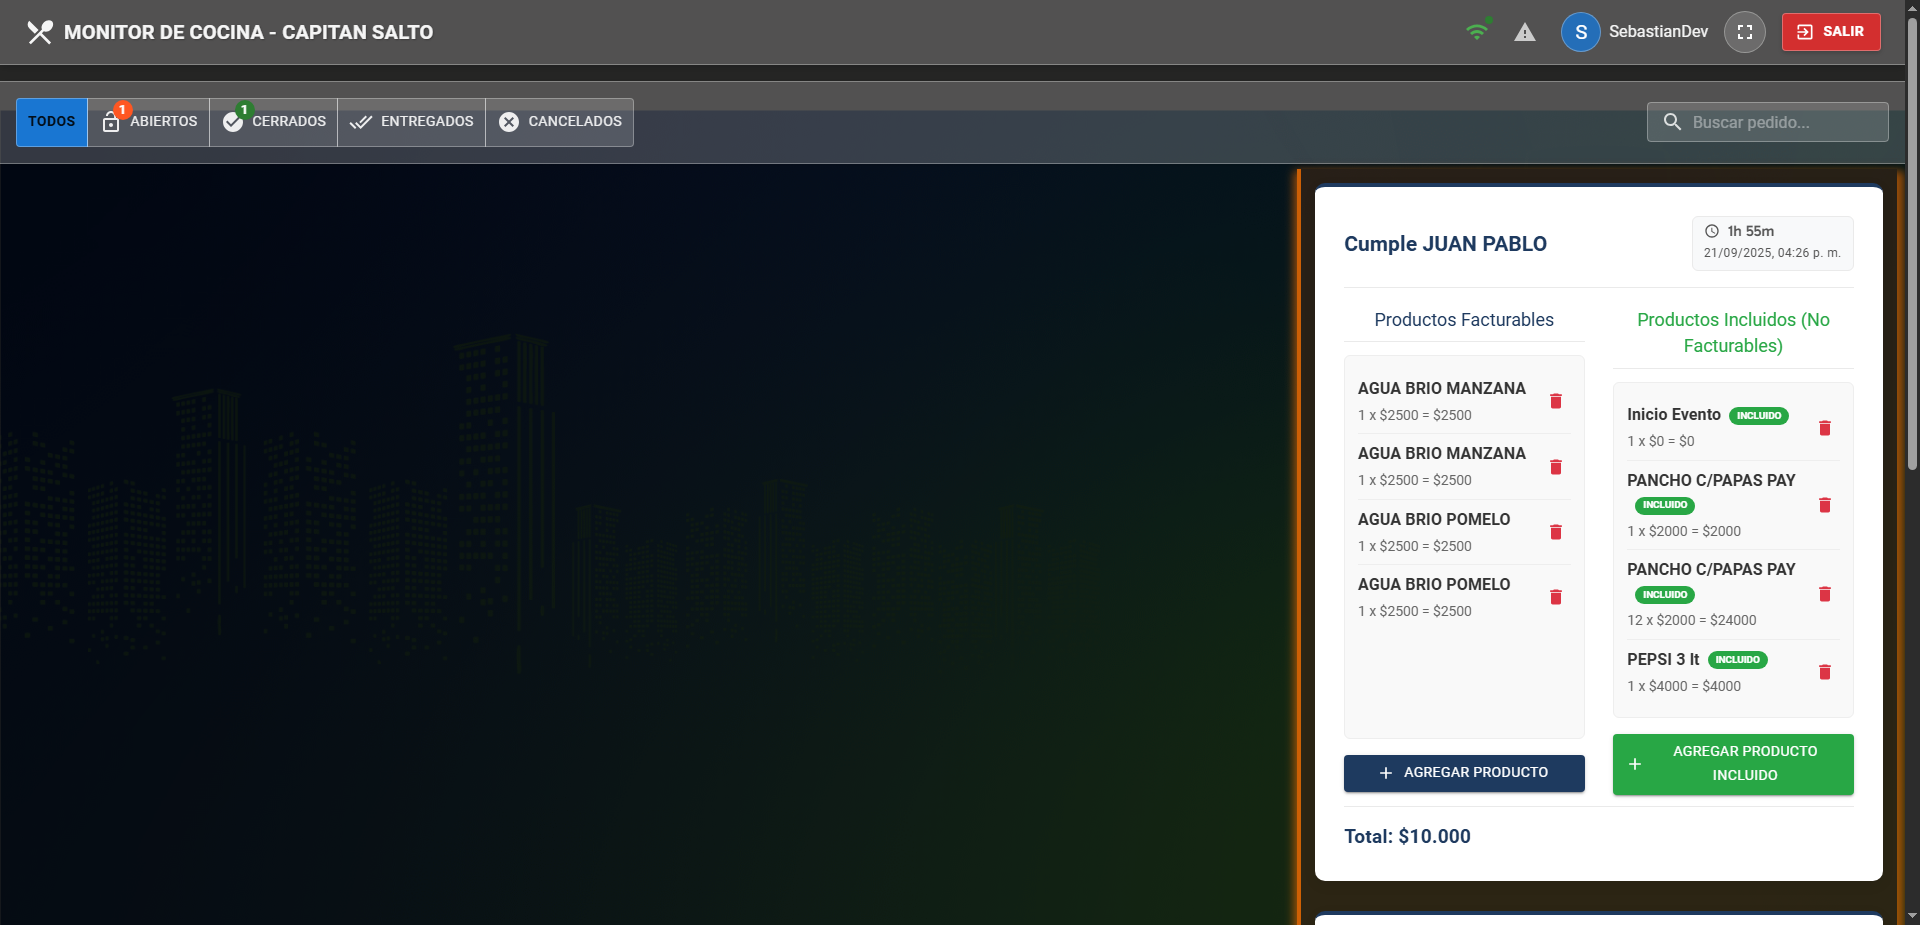 MONITOR DE COCINA - CAPITAN SALTO
S
SebastianDev
SALIR
TODOS
1
ABIERTOS
1
CERRADOS
ENTREGADOS
CANCELADOS
Buscar pedido...
Cumple JUAN PABLO
1h 55m
21/09/2025, 04:26 p. m.
Productos Facturables
AGUA BRIO MANZANA
1 x $2500 = $2500
AGUA BRIO MANZANA
1 x $2500 = $2500
AGUA BRIO POMELO
1 x $2500 = $2500
AGUA BRIO POMELO
1 x $2500 = $2500
AGREGAR PRODUCTO
Productos Incluidos (No
Facturables)
Inicio Evento INCLUIDO
1 x $0 = $0
PANCHO C/PAPAS PAY
INCLUIDO
1 x $2000 = $2000
PANCHO C/PAPAS PAY
INCLUIDO
12 x $2000 = $24000
PEPSI 3 lt INCLUIDO
1 x $4000 = $4000
AGREGAR PRODUCTO
INCLUIDO
Total: $10.000